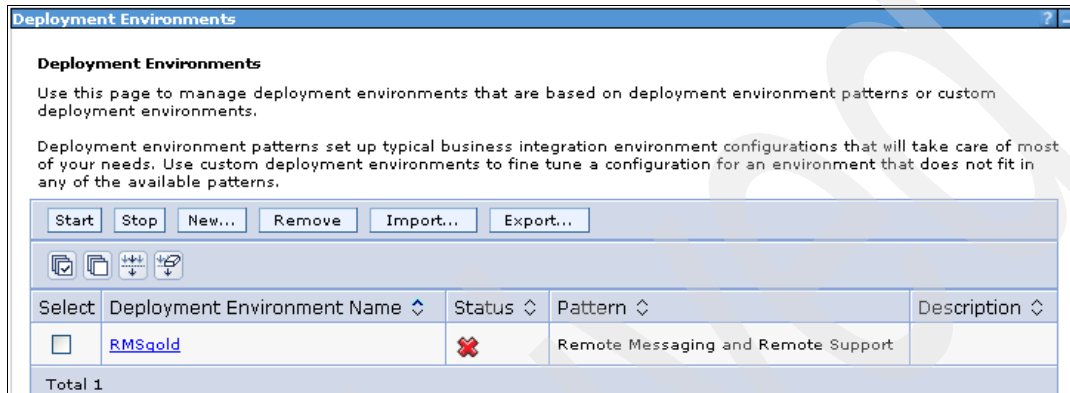 Deployment Environments
Deployment Environments
Use this page to manage deployment environments that are based on deployment environment patterns or custom
deployment environments.
Deployment environment patterns set up typical business integration environment configurations that will take care of most
of your needs. Use custom deployment environments to fine tune a configuration for an environment that does not fit in
any of the available patterns.
Start Stop New... Remove Import... Export...
Select Deployment Environment Name Status Pattern Description
RMSgold Remote Messaging and Remote Support
Total 1